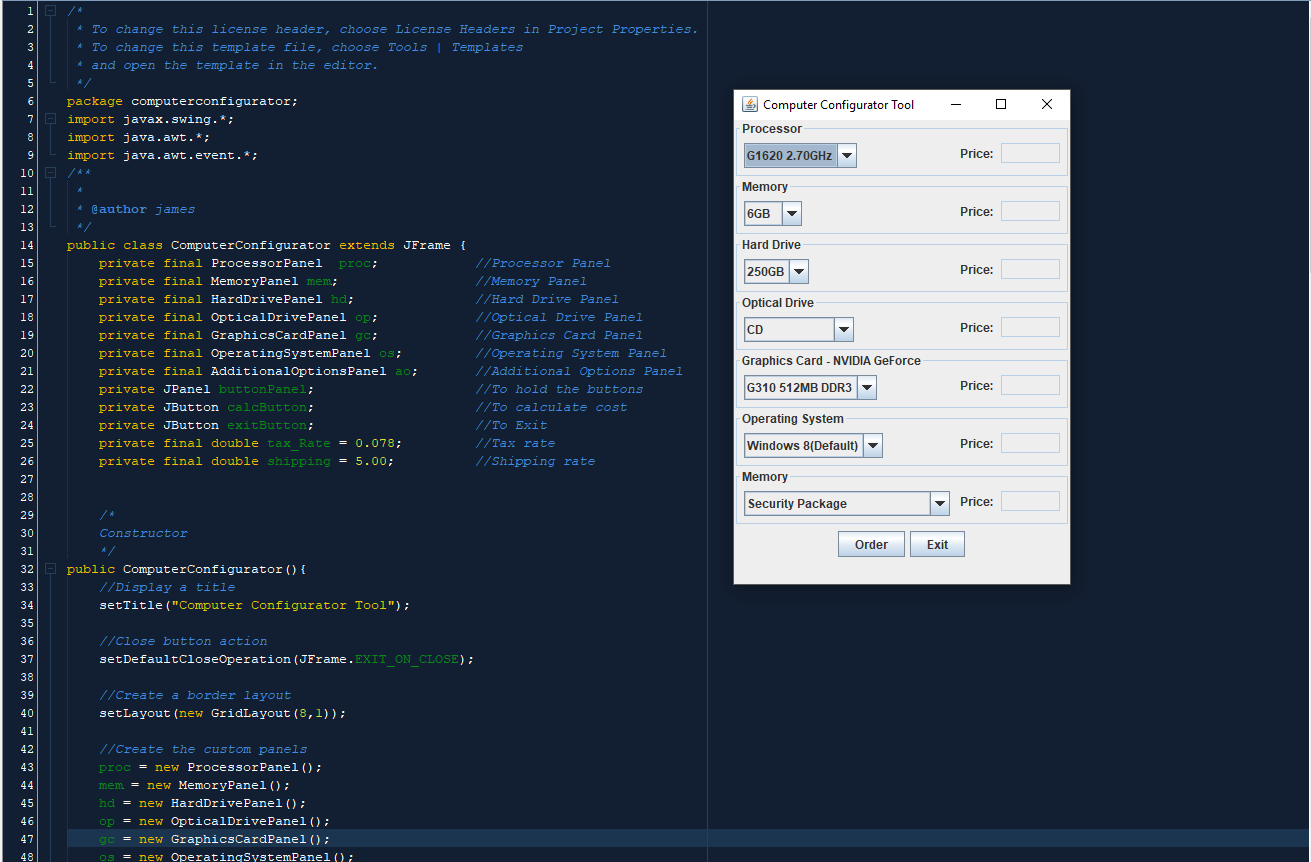 1 /*
2 * To change this license header, choose License Headers in Project Properties.
3 * To change this template file, choose Tools | Templates
4 * and open the template in the editor.
5 */
6 package computerconfigurator;
7 import javax.swing.*;
8 import java.awt.*;
9 import java.awt.event.*;
10 /**
11 *
12 * @author james
13 */
14 public class ComputerConfigurator extends JFrame {
15 private final ProcessorPanel  proc; //Processor Panel
16 private final MemoryPanel mem; //Memory Panel
17 private final HardDrivePanel hd; //Hard Drive Panel
18 private final OpticalDrivePanel op; //Optical Drive Panel
19 private final GraphicsCardPanel gc; //Graphics Card Panel
20 private final OperatingSystemPanel os; //Operating System Panel
21 private final AdditionalOptionsPanel ao; //Additional Options Panel
22 private JPanel buttonPanel; //To hold the buttons
23 private JButton calcButton; //To calculate cost
24 private JButton exitButton; //To Exit
25 private final double tax_Rate = 0.078; //Tax rate
26 private final double shipping = 5.00; //Shipping rate
27
28
29 /*
30 Constructor
31 */
32 public ComputerConfigurator(){
33 //Display a title
34 setTitle("Computer Configurator Tool");
35
36 //Close button action
37 setDefaultCloseOperation(JFrame.EXIT_ON_CLOSE);
38
39 //Create a border layout
40 setLayout(new GridLayout(8,1));
41
42 //Create the custom panels
43 proc = new ProcessorPanel();
44 mem = new MemoryPanel();
45 hd = new HardDrivePanel();
46 op = new OpticalDrivePanel();
47 gc = new GraphicsCardPanel();
48 os = new OperatingSystemPanel();
Computer Configurator Tool
Processor
G1620 2.70GHz Price:
Memory
6GB Price:
Hard Drive
250GB Price:
Optical Drive
CD Price:
Graphics Card - NVIDIA GeForce
G310 512MB DDR3 Price:
Operating System
Windows 8(Default) Price:
Memory
Security Package Price:
Order Exit